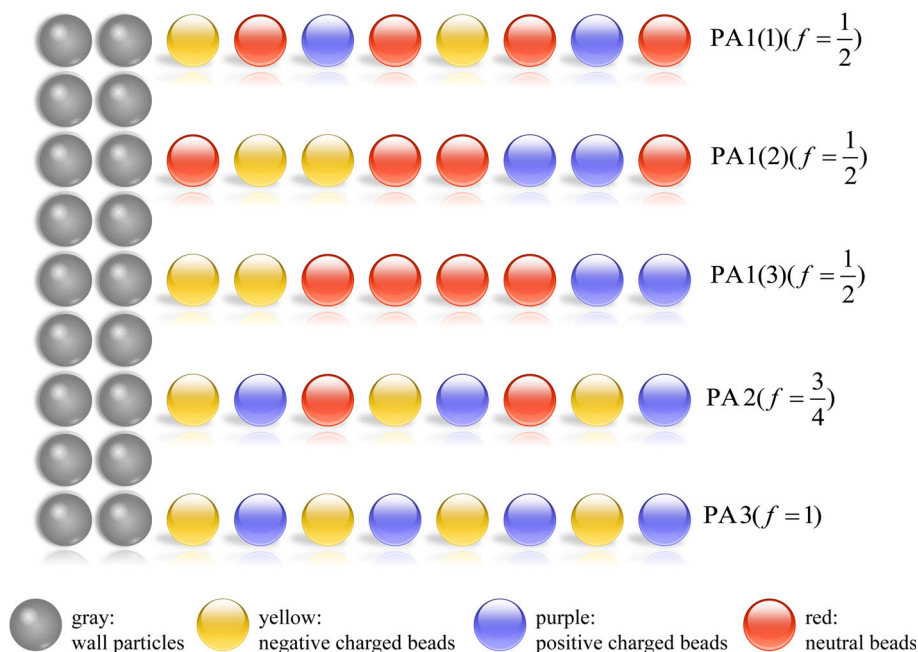 PA1(1)(f = 1/2)
PA1(2)(f = 1/2)
PA1(3)(f = 1/2)
PA2(f = 3/4)
PA3(f = 1)
gray:
wall particles
yellow:
negative charged beads
purple:
positive charged beads
red:
neutral beads